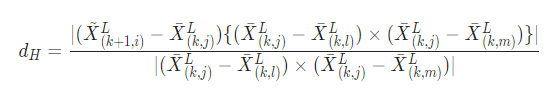 d_H = \frac{|(\tilde{X}^L_{(k+1,i)} - \bar{X}^L_{(k,j)})\{(\bar{X}^L_{(k,j)} - \bar{X}^L_{(k,l)}) \times (\bar{X}^L_{(k,j)} - \bar{X}^L_{(k,m)})\}|}{|(\bar{X}^L_{(k,j)} - \bar{X}^L_{(k,l)}) \times (\bar{X}^L_{(k,j)} - \bar{X}^L_{(k,m)})|}